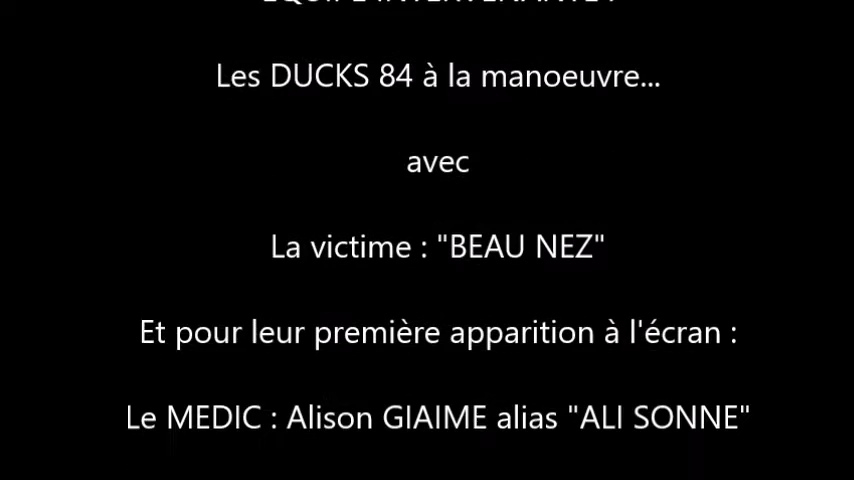 Les DUCKS 84 à la manoeuvre...
avec
La victime : "BEAU NEZ"
Et pour leur première apparition à l'écran :
Le MEDIC : Alison GIAIME alias "ALI SONNE"